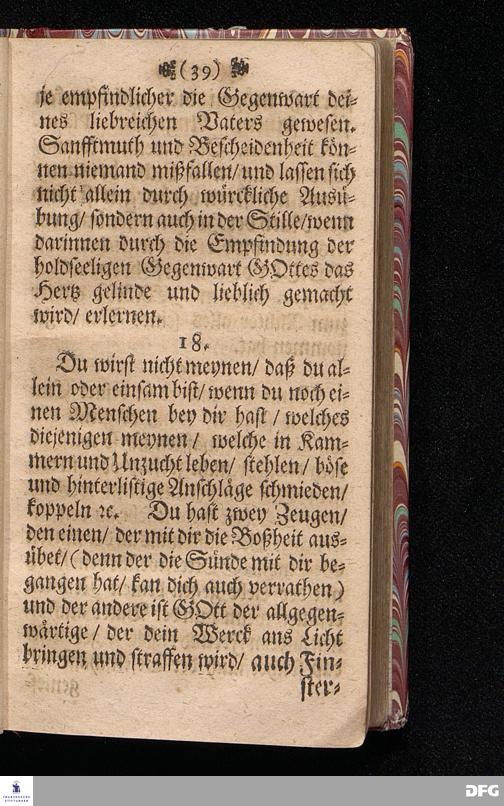 (39)
je empfindlicher die Gegenwart dei⸗
nes liebreichen Vaters gewesen.
Sanfftmuth und Bescheidenheit kön⸗
nen niemand mißfallen/ und lassen sich
nicht allein durch würckliche Ausü⸗
bung/ sondern auch in der Stille/ wenn
darinnen durch die Empfindung der
holdseeligen Gegenwart GOttes das
Hertz gelinde und lieblich gemacht
wird/ erlernen.
18.
Du wirst nicht meynen/ daß du al⸗
lein oder einsam bist/ wenn du noch ei⸗
nen Menschen bey dir hast / welches
diejenigen meynen / welche in Kam⸗
mern und Unzucht leben/ stehlen/ böse
und hinterlistige Anschläge schmieden/
koppeln ꝛc. Du hast zwey Zeugen/
den einen/ der mit dir die Boßheit aus⸗
übet/ (denn der die Sünde mit dir be⸗
gangen hat/ kan dich auch verrathen)
und der andere ist GOtt der allgegen⸗
wärtige / der dein Werck ans Licht
bringen und straffen wird/ auch Fin⸗
ster⸗
FRANCKESCHE
STIFTUNGEN
DFG